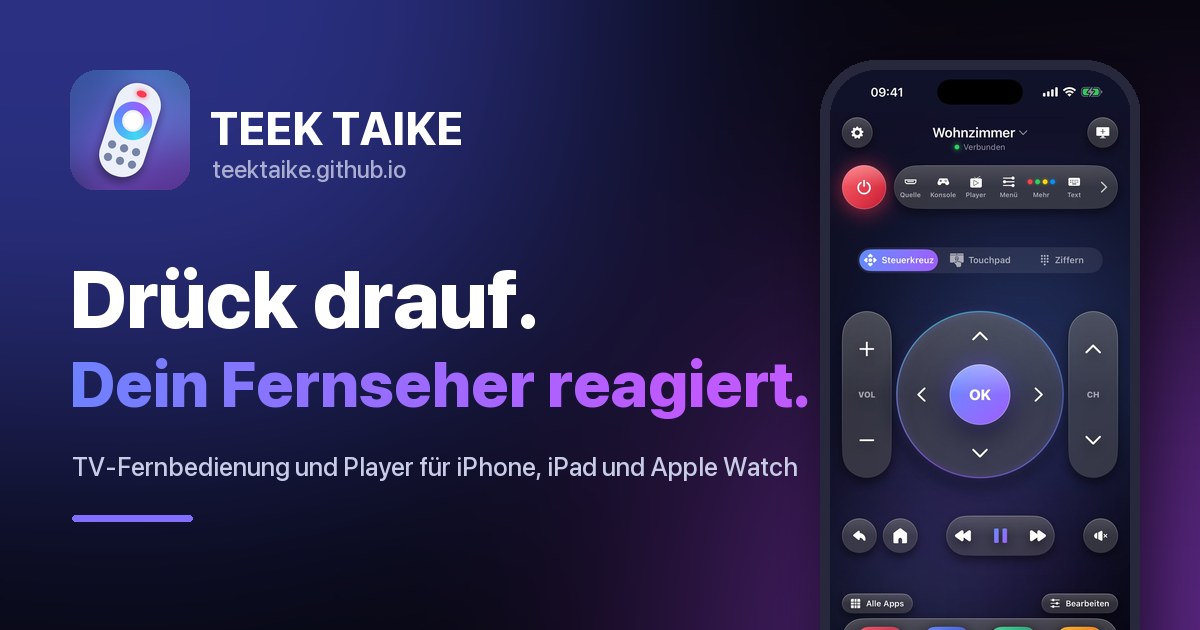 TEEK TAIKE
teektaike.github.io
Drück drauf.
Dein Fernseher reagiert.
TV-Fernbedienung und Player für iPhone, iPad und Apple Watch
09:41
Wohnzimmer
Verbunden
Quelle Konsole Player Menü Mehr Text
Steuerkreuz Touchpad Ziffern
VOL OK CH
Alle Apps Bearbeiten